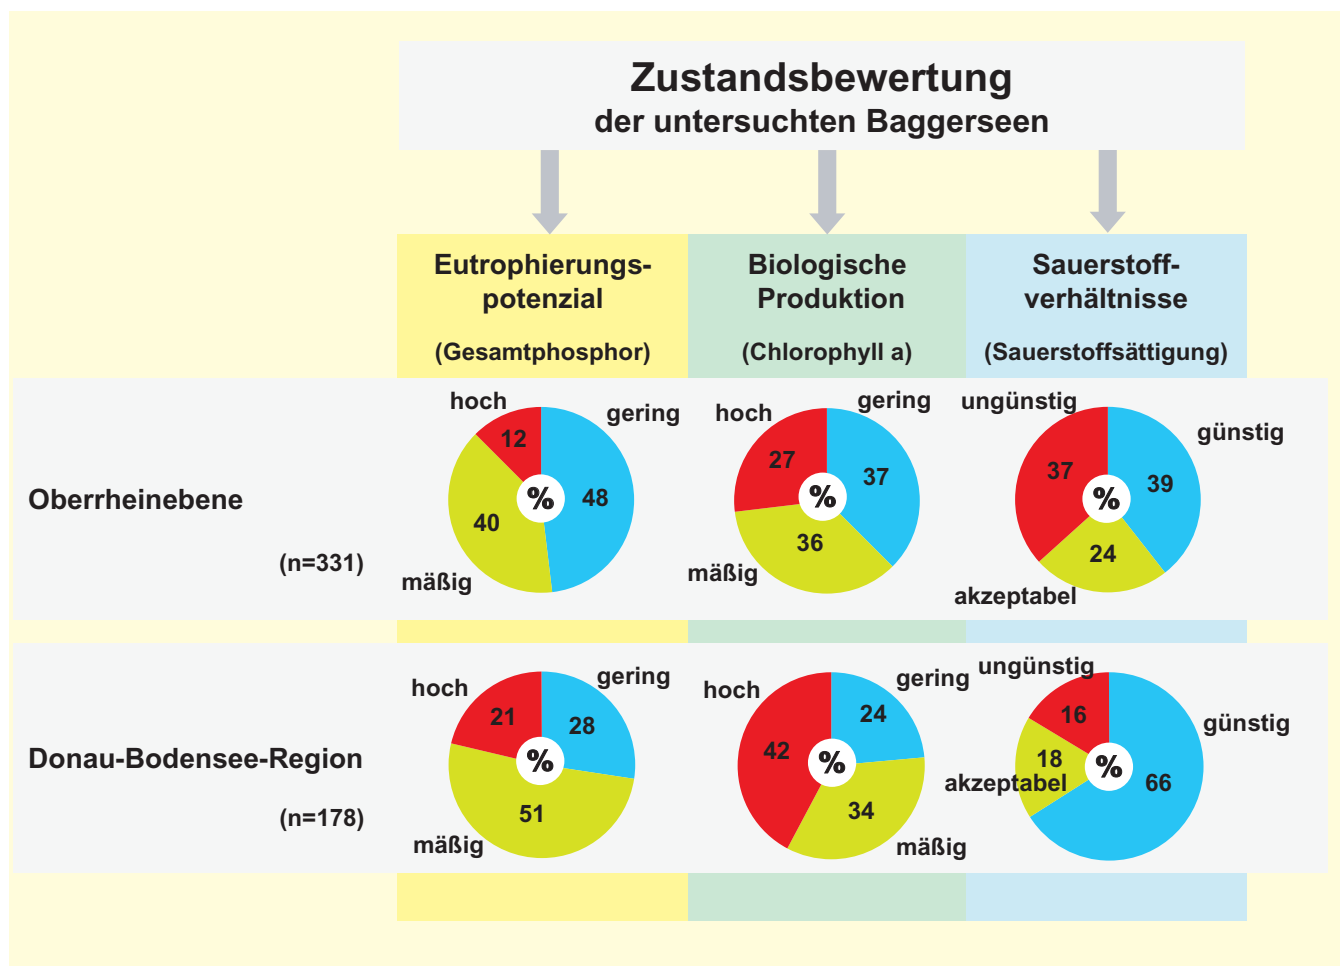 Zustandsbewertung
der untersuchten Baggerseen
Eutrophierungs-
potenzial
(Gesamtphosphor)
Biologische
Produktion
(Chlorophyll a)
Sauerstoff-
verhältnisse
(Sauerstoffsättigung)
Oberrheinebene
(n=331)
hoch
gering
12
48
%
40
mäßig
hoch
gering
27
37
%
36
mäßig
ungünstig
günstig
37
39
%
24
akzeptabel
Donau-Bodensee-Region
(n=178)
hoch
gering
21
28
%
51
mäßig
hoch
gering
24
42
%
34
mäßig
ungünstig
günstig
16
18
%
akzeptabel
66